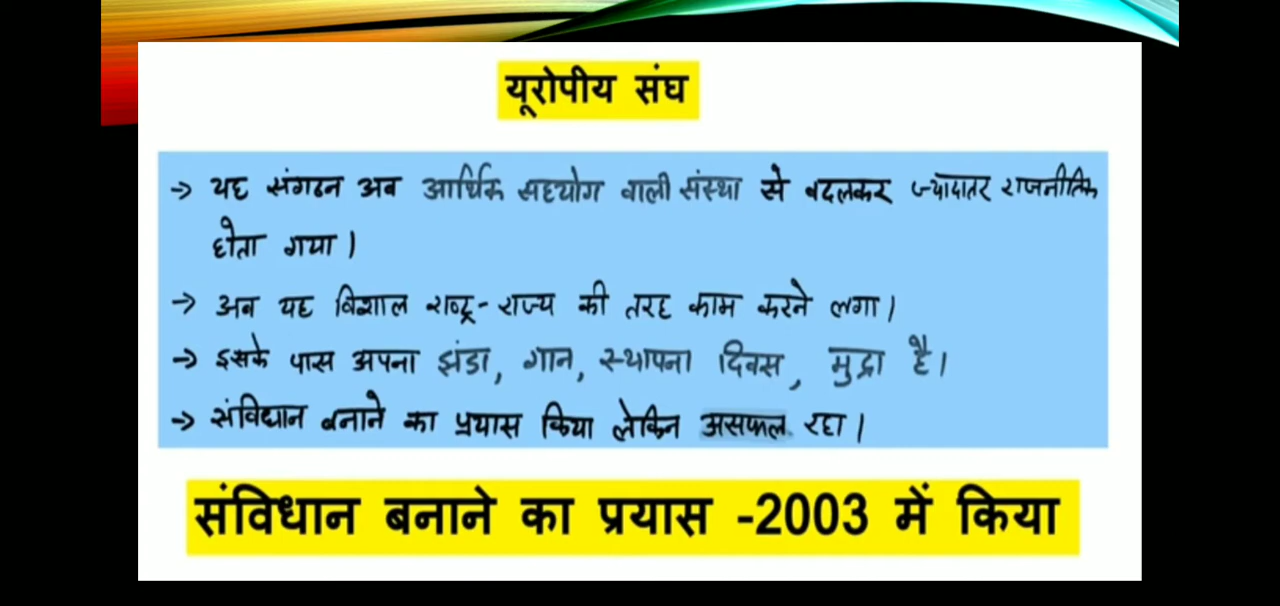 यूरोपीय संघ
→ यह संगठन अब आर्थिक सहयोग वाली संस्था से बदलकर ज्यादातर राजनीतिक
होता गया।
→ अब यह विशाल राष्ट्र-राज्य की तरह काम करने लगा।
→ इसके पास अपना झंडा, गान, स्थापना दिवस, मुद्रा है।
→ संविधान बनाने का प्रयास किया लेकिन असफल रहा।
संविधान बनाने का प्रयास -2003 में किया